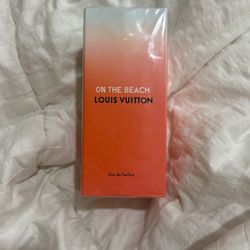 ON THE BEACH
LOUIS VUITTON
Eau de Parfum